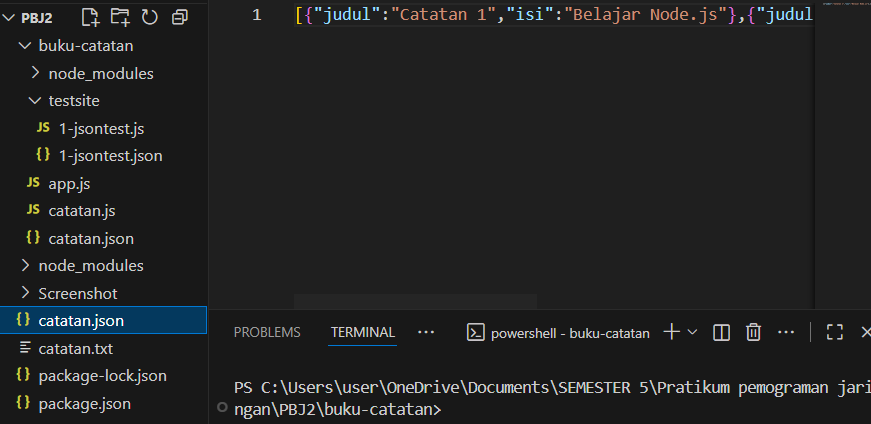 PBJ2
buku-catatan
node_modules
testsite
JS 1-jsontest.js
{} 1-jsontest.json
JS app.js
JS catatan.js
{} catatan.json
node_modules
Screenshot
{} catatan.json
catatan.txt
{} package-lock.json
{} package.json
1 [{"judul":"Catatan 1","isi":"Belajar Node.js"},{"judul
PROBLEMS TERMINAL ··· powershell - buku-catatan ···
PS C:\Users\user\OneDrive\Documents\SEMESTER 5\Pratikum pemograman jari
ngan\PBJ2\buku-catatan>